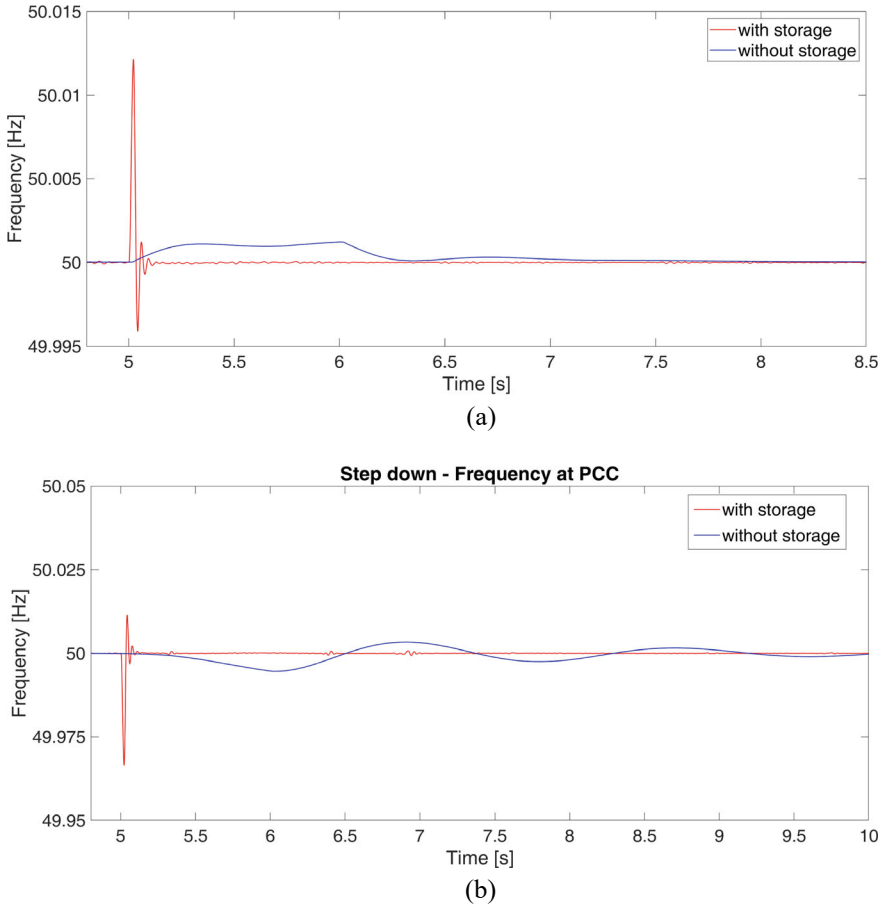 50.015
with storage
without storage
50.01
Frequency [Hz]
50.005
50
49.995
5 5.5 6 6.5 7 7.5 8 8.5
Time [s]
(a)
Step down - Frequency at PCC
50.05
with storage
without storage
50.025
Frequency [Hz]
50
49.975
49.95
5 5.5 6 6.5 7 7.5 8 8.5 9 9.5 10
Time [s]
(b)